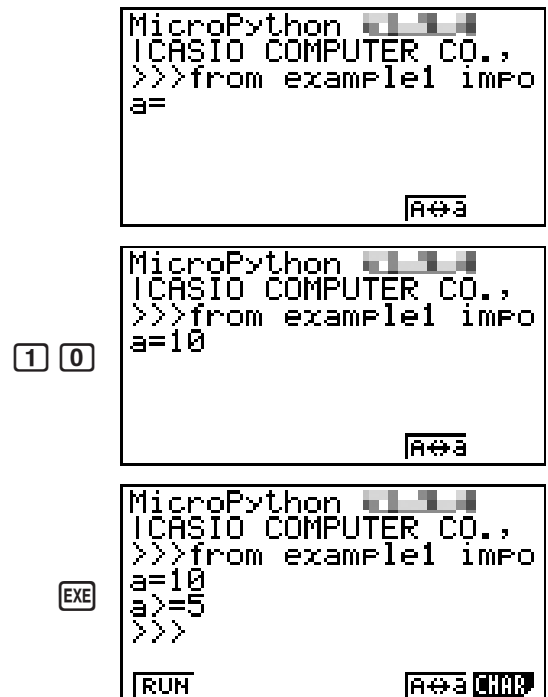 MicroPython
|CASIO COMPUTER CO.,
>>>from example1 impo
a=
A↔a
1 0
MicroPython
|CASIO COMPUTER CO.,
>>>from example1 impo
a=10
A↔a
EXE
MicroPython
|CASIO COMPUTER CO.,
>>>from example1 impo
a=10
a>=5
>>>
RUN A↔a CHAR